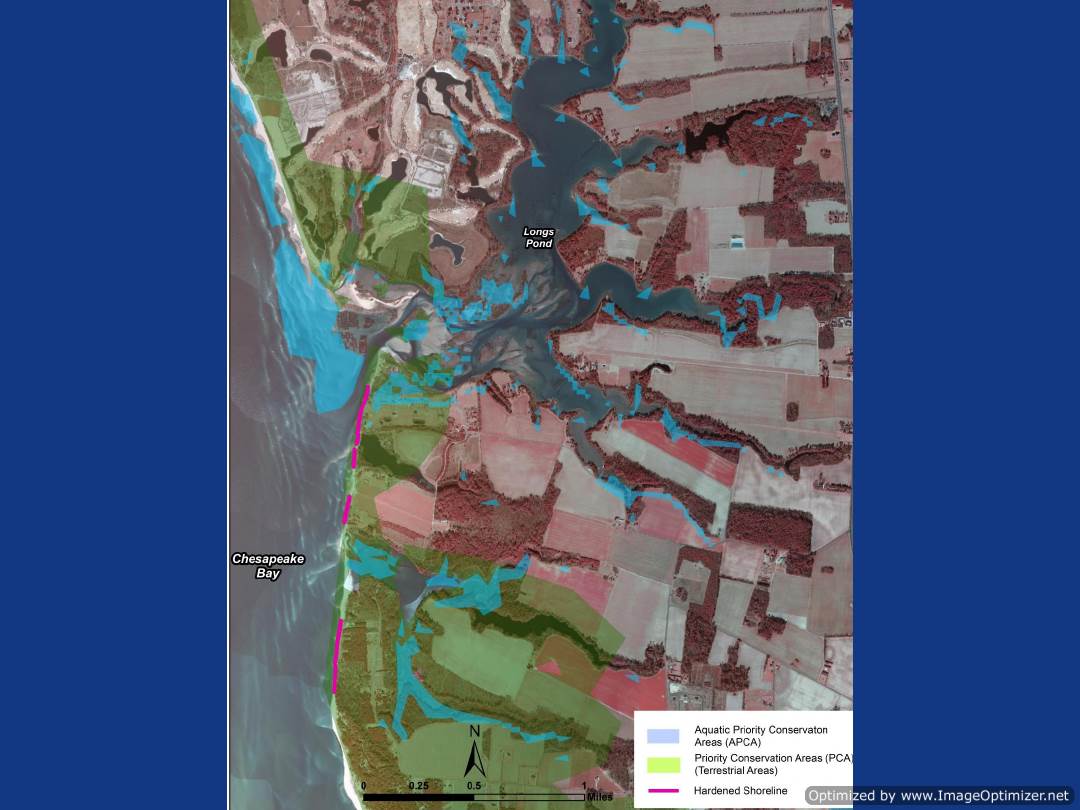 Longs
Pond
Chesapeake
Bay
N
0 0.25 0.5 1
Miles
Aquatic Priority Conservaton
Areas (APCA)
Priority Conservation Areas (PCA)
(Terrestrial Areas)
Hardened Shoreline
Optimized by www.ImageOptimizer.net